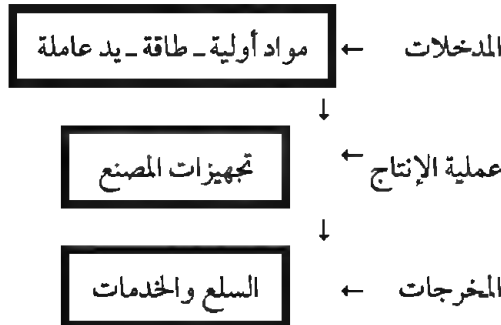 المدخلات ← مواد أولية ـ طاقة ـ يد عاملة
↓
عملية الإنتاج ← تجهيزات المصنع
↓
المخرجات ← السلع والخدمات